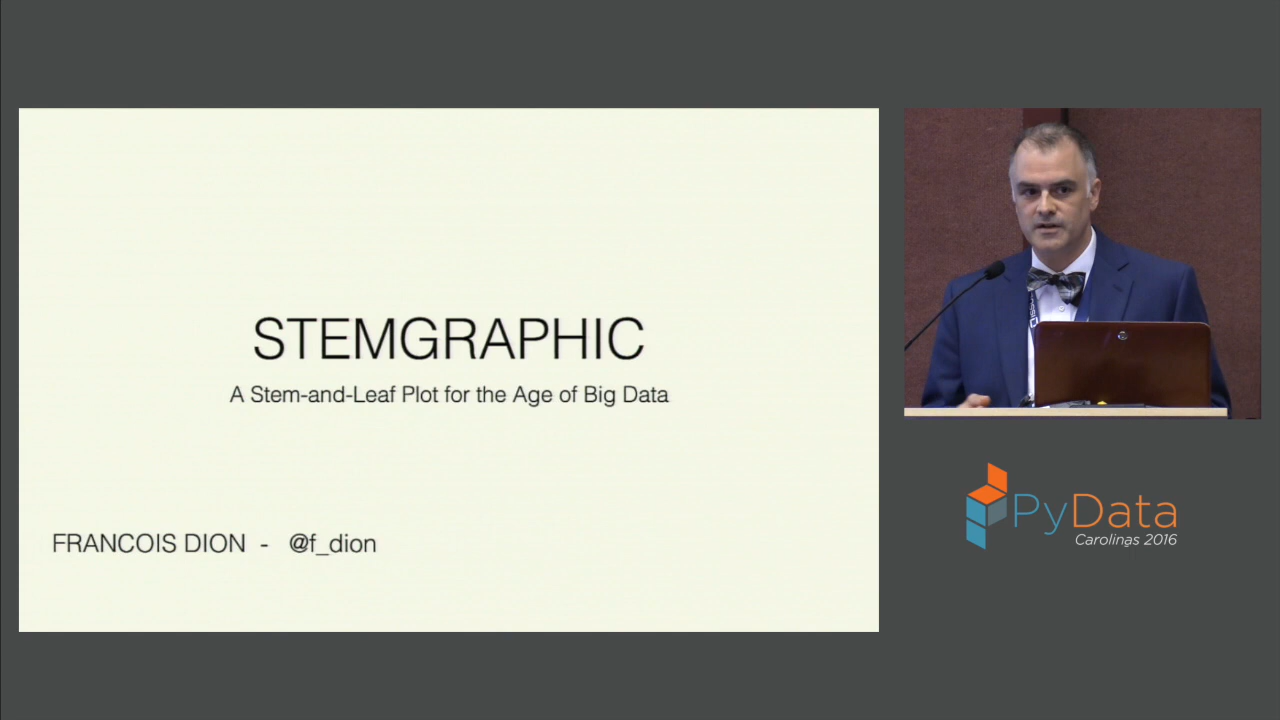 STEMGRAPHIC
A Stem-and-Leaf Plot for the Age of Big Data
FRANCOIS DION - @f_dion
PyData
Carolinas 2016